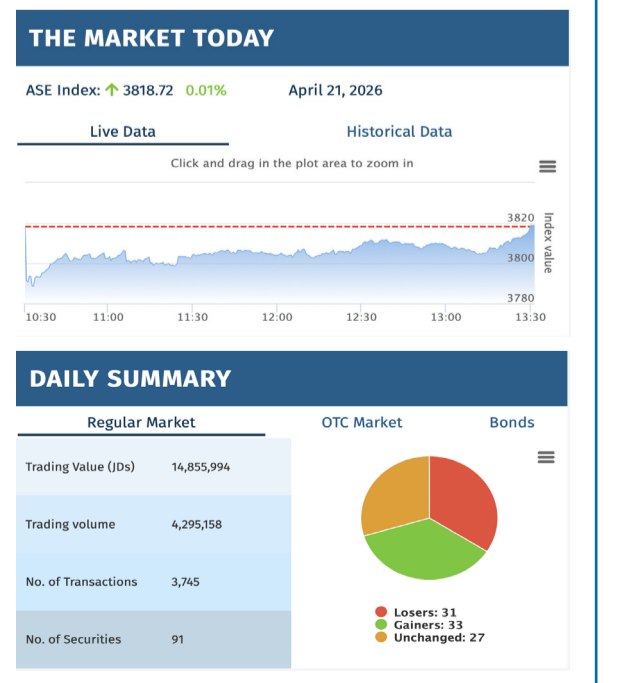 THE MARKET TODAY
ASE Index: 3818.72 0.01% April 21, 2026
Live Data Historical Data
Click and drag in the plot area to zoom in
3820
3800
3780
Index value
10:30 11:00 11:30 12:00 12:30 13:00 13:30
DAILY SUMMARY
Regular Market OTC Market Bonds
Trading Value (JDs) 14,855,994
Trading volume 4,295,158
No. of Transactions 3,745
No. of Securities 91
Losers: 31
Gainers: 33
Unchanged: 27